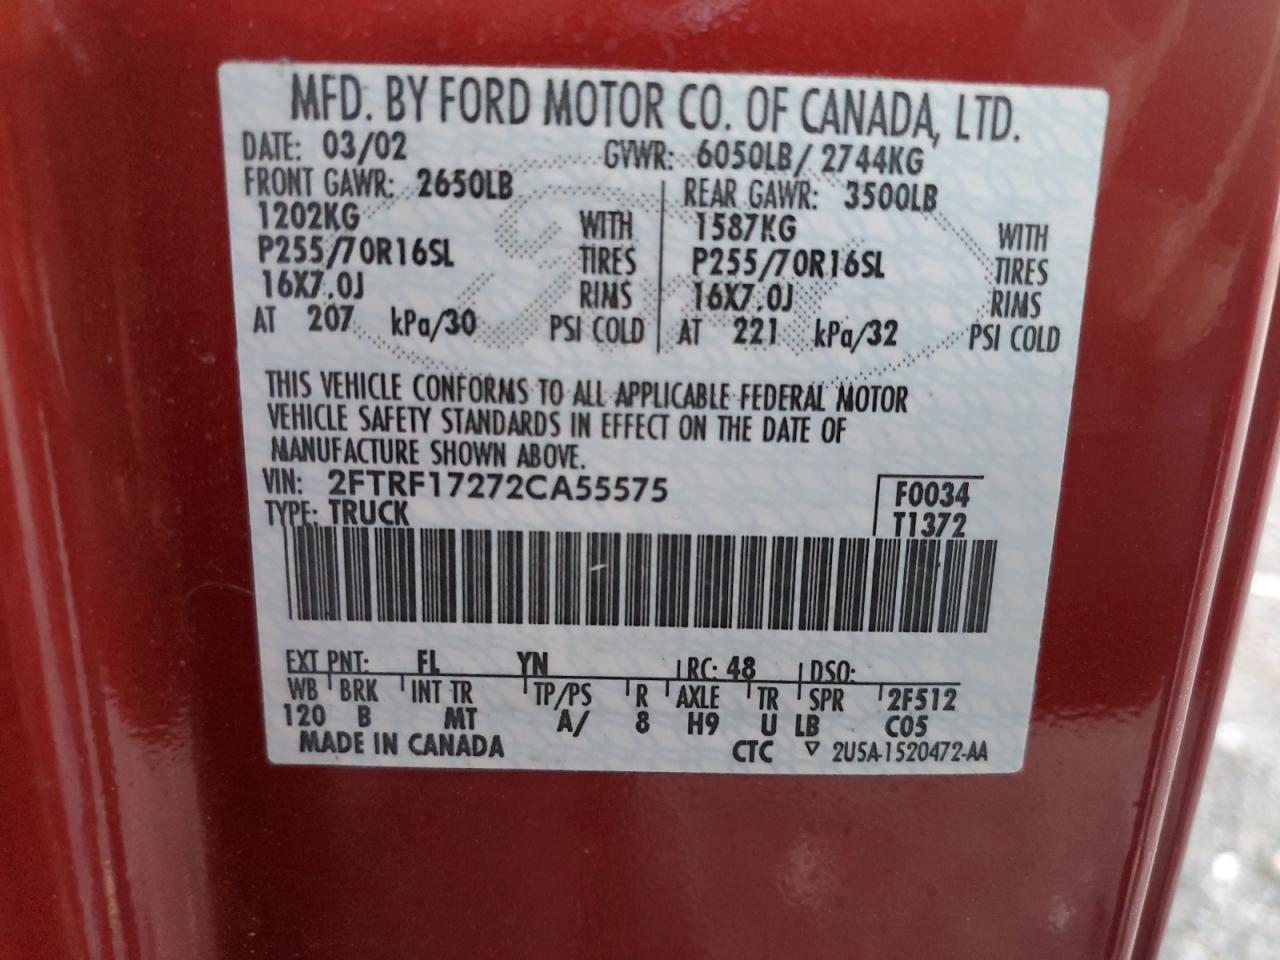 MFD. BY FORD MOTOR CO. OF CANADA, LTD.
DATE: 03/02 GVWR: 6050LB/ 2744KG
FRONT GAWR: 2650LB REAR GAWR: 3500LB
1202KG WITH 1587KG WITH
P255/70R16SL TIRES P255/70R16SL TIRES
16X7.0J RIMS 16X7.0J RIMS
AT 207 kPa/30 PSI COLD AT 221 kPa/32 PSI COLD
THIS VEHICLE CONFORMS TO ALL APPLICABLE FEDERAL MOTOR
VEHICLE SAFETY STANDARDS IN EFFECT ON THE DATE OF
MANUFACTURE SHOWN ABOVE.
VIN: 2FTRF17272CA55575 F0034
TYPE: TRUCK T1372
EXT PNT: FL YN RC: 48 DSO:
WB BRK INT TR TP/PS R AXLE TR SPR 2F512
120 B MT A/ 8 H9 U LB C05
MADE IN CANADA CTC ▽ 2U5A-1520472-AA